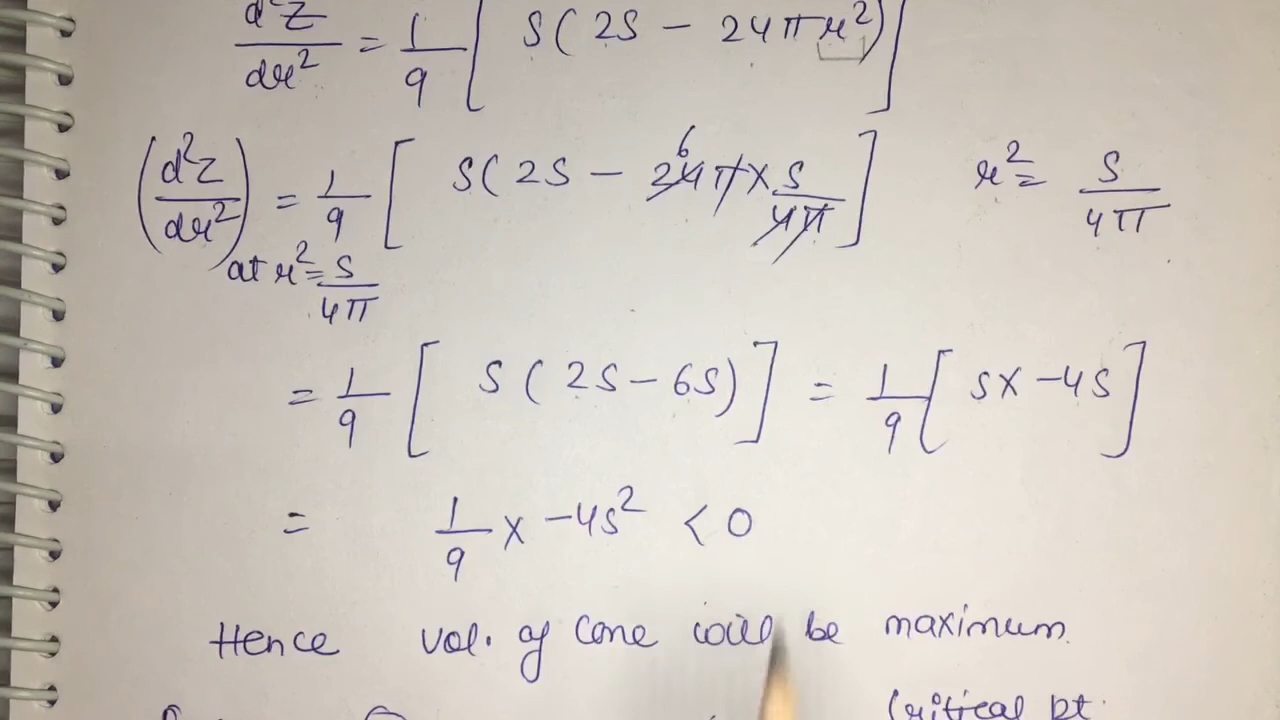 d²z/dr² = 1/9 [ S(2S - 24πr²) ]
(d²z/dr²) at r² = S/4π = 1/9 [ S(2S - 24π × S/4π ) ] r² = S/4π
6
= 1/9 [ S(2S - 6S) ] = 1/9 [ S× -4S ]
= 1/9 × -4S² < 0
Hence vol. of cone will be maximum.
Critical pt.